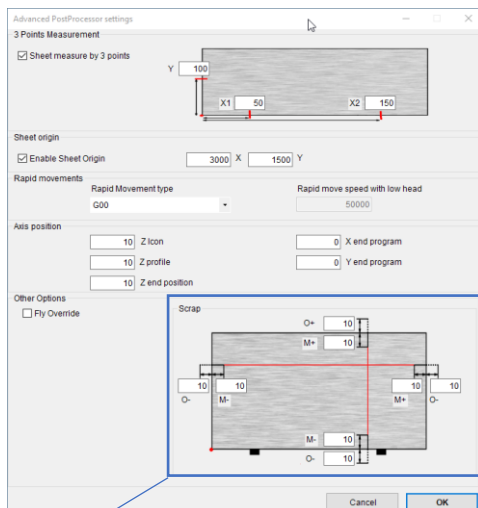 Advanced PostProcessor settings
3 Points Measurement
Sheet measure by 3 points
Y 100
X1 50 X2 150
Sheet origin
Enable Sheet Origin 3000 X 1500 Y
Rapid movements
Rapid Movement type Rapid move speed with low head
G00 50000
Axis position
10 Z Icon 0 X end program
10 Z profile 0 Y end program
10 Z end position
Other Options
Fly Override
Scrap
O+ 10
M+ 10
10 10 10 10
O- M- M+ O-
M- 10
O- 10
Cancel OK